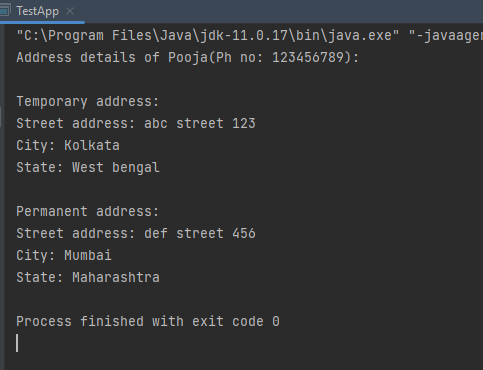 TestApp
"C:\Program Files\Java\jdk-11.0.17\bin\java.exe" "-javaagen
Address details of Pooja(Ph no: 123456789):
Temporary address:
Street address: abc street 123
City: Kolkata
State: West bengal
Permanent address:
Street address: def street 456
City: Mumbai
State: Maharashtra
Process finished with exit code 0